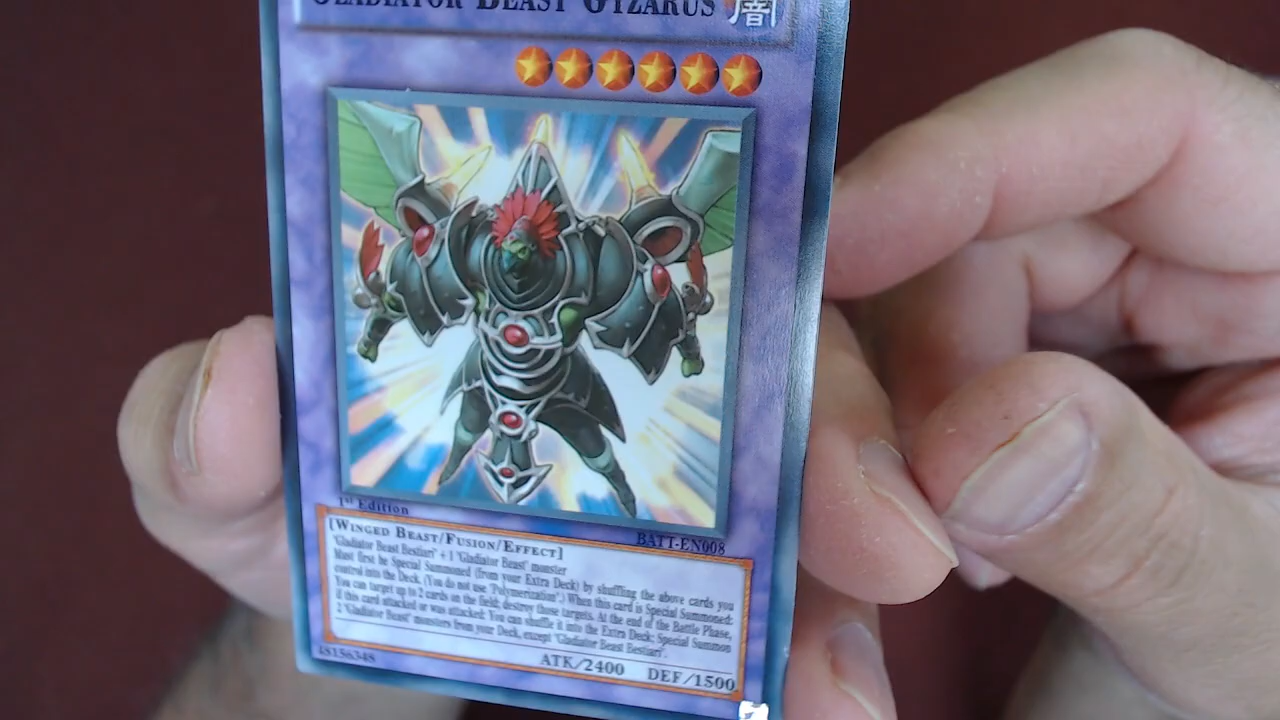 GLADIATOR BEAST GYZARUS 闇
1st Edition
BATT-EN008
[WINGED BEAST/FUSION/EFFECT]
"Gladiator Beast Bestiari" + 1 "Gladiator Beast" monster
Must first be Special Summoned (from your Extra Deck) by shuffling the above cards you
control into the Deck. (You do not use "Polymerization".) When this card is Special Summoned:
You can target up to 2 cards on the field; destroy those targets. At the end of the Battle Phase,
if this card attacked or was attacked: You can shuffle it into the Extra Deck; Special Summon
2 "Gladiator Beast" monsters from your Deck, except "Gladiator Beast Bestiari".
ATK/2400 DEF/1500
48156348